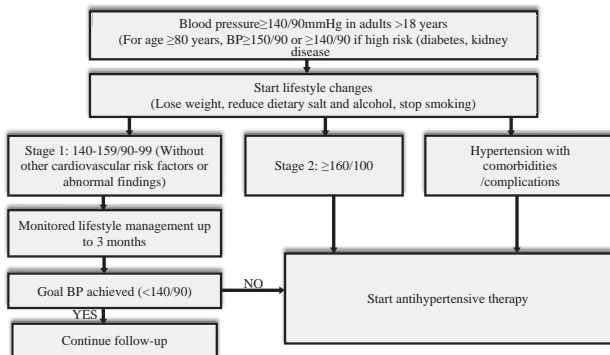 Blood pressure≥140/90mmHg in adults >18 years
(For age ≥80 years, BP≥150/90 or ≥140/90 if high risk (diabetes, kidney
disease
Start lifestyle changes
(Lose weight, reduce dietary salt and alcohol, stop smoking)
Stage 1: 140-159/90-99 (Without
other cardiovascular risk factors or
abnormal findings)
Stage 2: ≥160/100
Hypertension with
comorbidities
/complications
Monitored lifestyle management up
to 3 months
Goal BP achieved (<140/90)
NO
Start antihypertensive therapy
YES
Continue follow-up